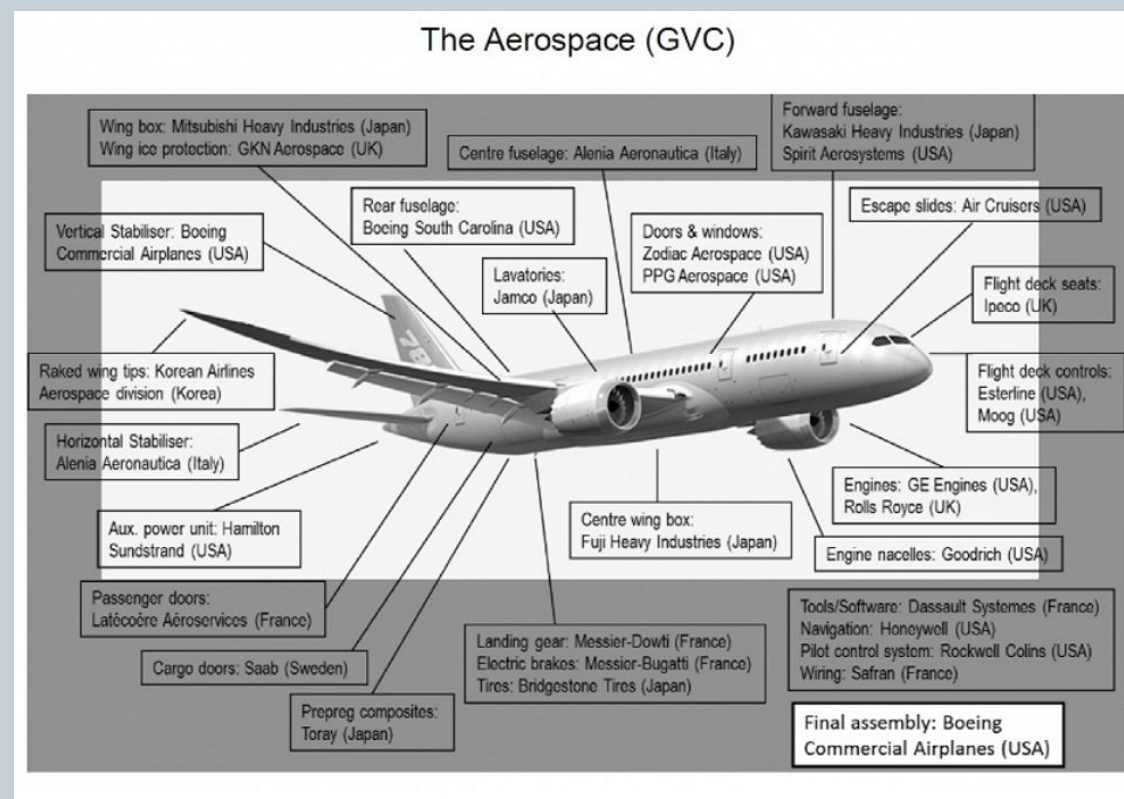 The Aerospace (GVC)
Wing box: Mitsubishi Heavy Industries (Japan)
Wing ice protection: GKN Aerospace (UK)
Centre fuselage: Alenia Aeronautica (Italy)
Forward fuselage:
Kawasaki Heavy Industries (Japan)
Spirit Aerosystems (USA)
Vertical Stabiliser: Boeing
Commercial Airplanes (USA)
Rear fuselage:
Boeing South Carolina (USA)
Lavatories:
Jamco (Japan)
Doors & windows:
Zodiac Aerospace (USA)
PPG Aerospace (USA)
Escape slides: Air Cruisers (USA)
Flight deck seats:
Ipeco (UK)
78
Raked wing tips: Korean Airlines
Aerospace division (Korea)
Flight deck controls:
Esterline (USA),
Moog (USA)
Horizontal Stabiliser:
Alenia Aeronautica (Italy)
Engines: GE Engines (USA),
Rolls Royce (UK)
Aux. power unit: Hamilton
Sundstrand (USA)
Centre wing box:
Fuji Heavy Industries (Japan)
Engine nacelles: Goodrich (USA)
Passenger doors:
Latécoère Aéroservices (France)
Cargo doors: Saab (Sweden)
Prepreg composites:
Toray (Japan)
Landing gear: Messier-Dowti (France)
Electric brakes: Messier-Bugatti (France)
Tires: Bridgestone Tires (Japan)
Tools/Software: Dassault Systemes (France)
Navigation: Honeywell (USA)
Pilot control system: Rockwell Colins (USA)
Wiring: Safran (France)
Final assembly: Boeing
Commercial Airplanes (USA)